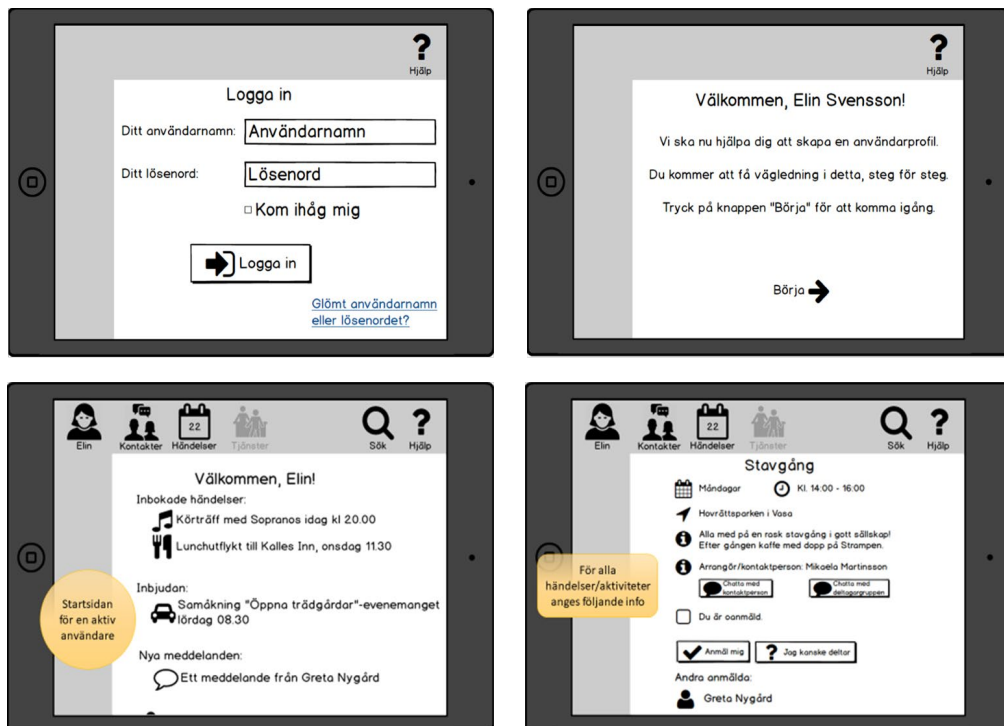 ?
Hjälp
Logga in
Ditt användarnamn: Användarnamn
Ditt lösenord: Lösenord
Kom ihåg mig
Logga in
Glömt användarnamn
eller lösenordet?
?
Hjälp
Välkommen, Elin Svensson!
Vi ska nu hjälpa dig att skapa en användarprofil.
Du kommer att få vägledning i detta, steg för steg.
Tryck på knappen "Börja" för att komma igång.
Börja
22
?
Elin Kontakter Händelser Tjänster Sök Hjälp
Välkommen, Elin!
Inbokade händelser:
Körträff med Sopranos idag kl 20.00
Lunchutflykt till Kalles Inn, onsdag 11.30
Inbjudan:
Samåkning "Öppna trädgårdar"-evenemanget
lördag 08.30
Nya meddelanden:
Ett meddelande från Greta Nygård
Startsidan
för en aktiv
användare
22
?
Elin Kontakter Händelser Tjänster Sök Hjälp
Stavgång
Måndagar Kl. 14:00 - 16:00
Hovrättsparken i Vasa
Alla med på en rask stavgång i gott sällskap!
Efter gången kaffe med dopp på Strampen.
Arrangör/kontaktperson: Mikaela Martinsson
Chatta med
kontaktperson
Chatta med
deltagargruppen
Du är oanmäld.
Anmäl mig ? Jag kanske deltar
Andra anmälda:
Greta Nygård
För alla
händelser/aktiviteter
anges följande info